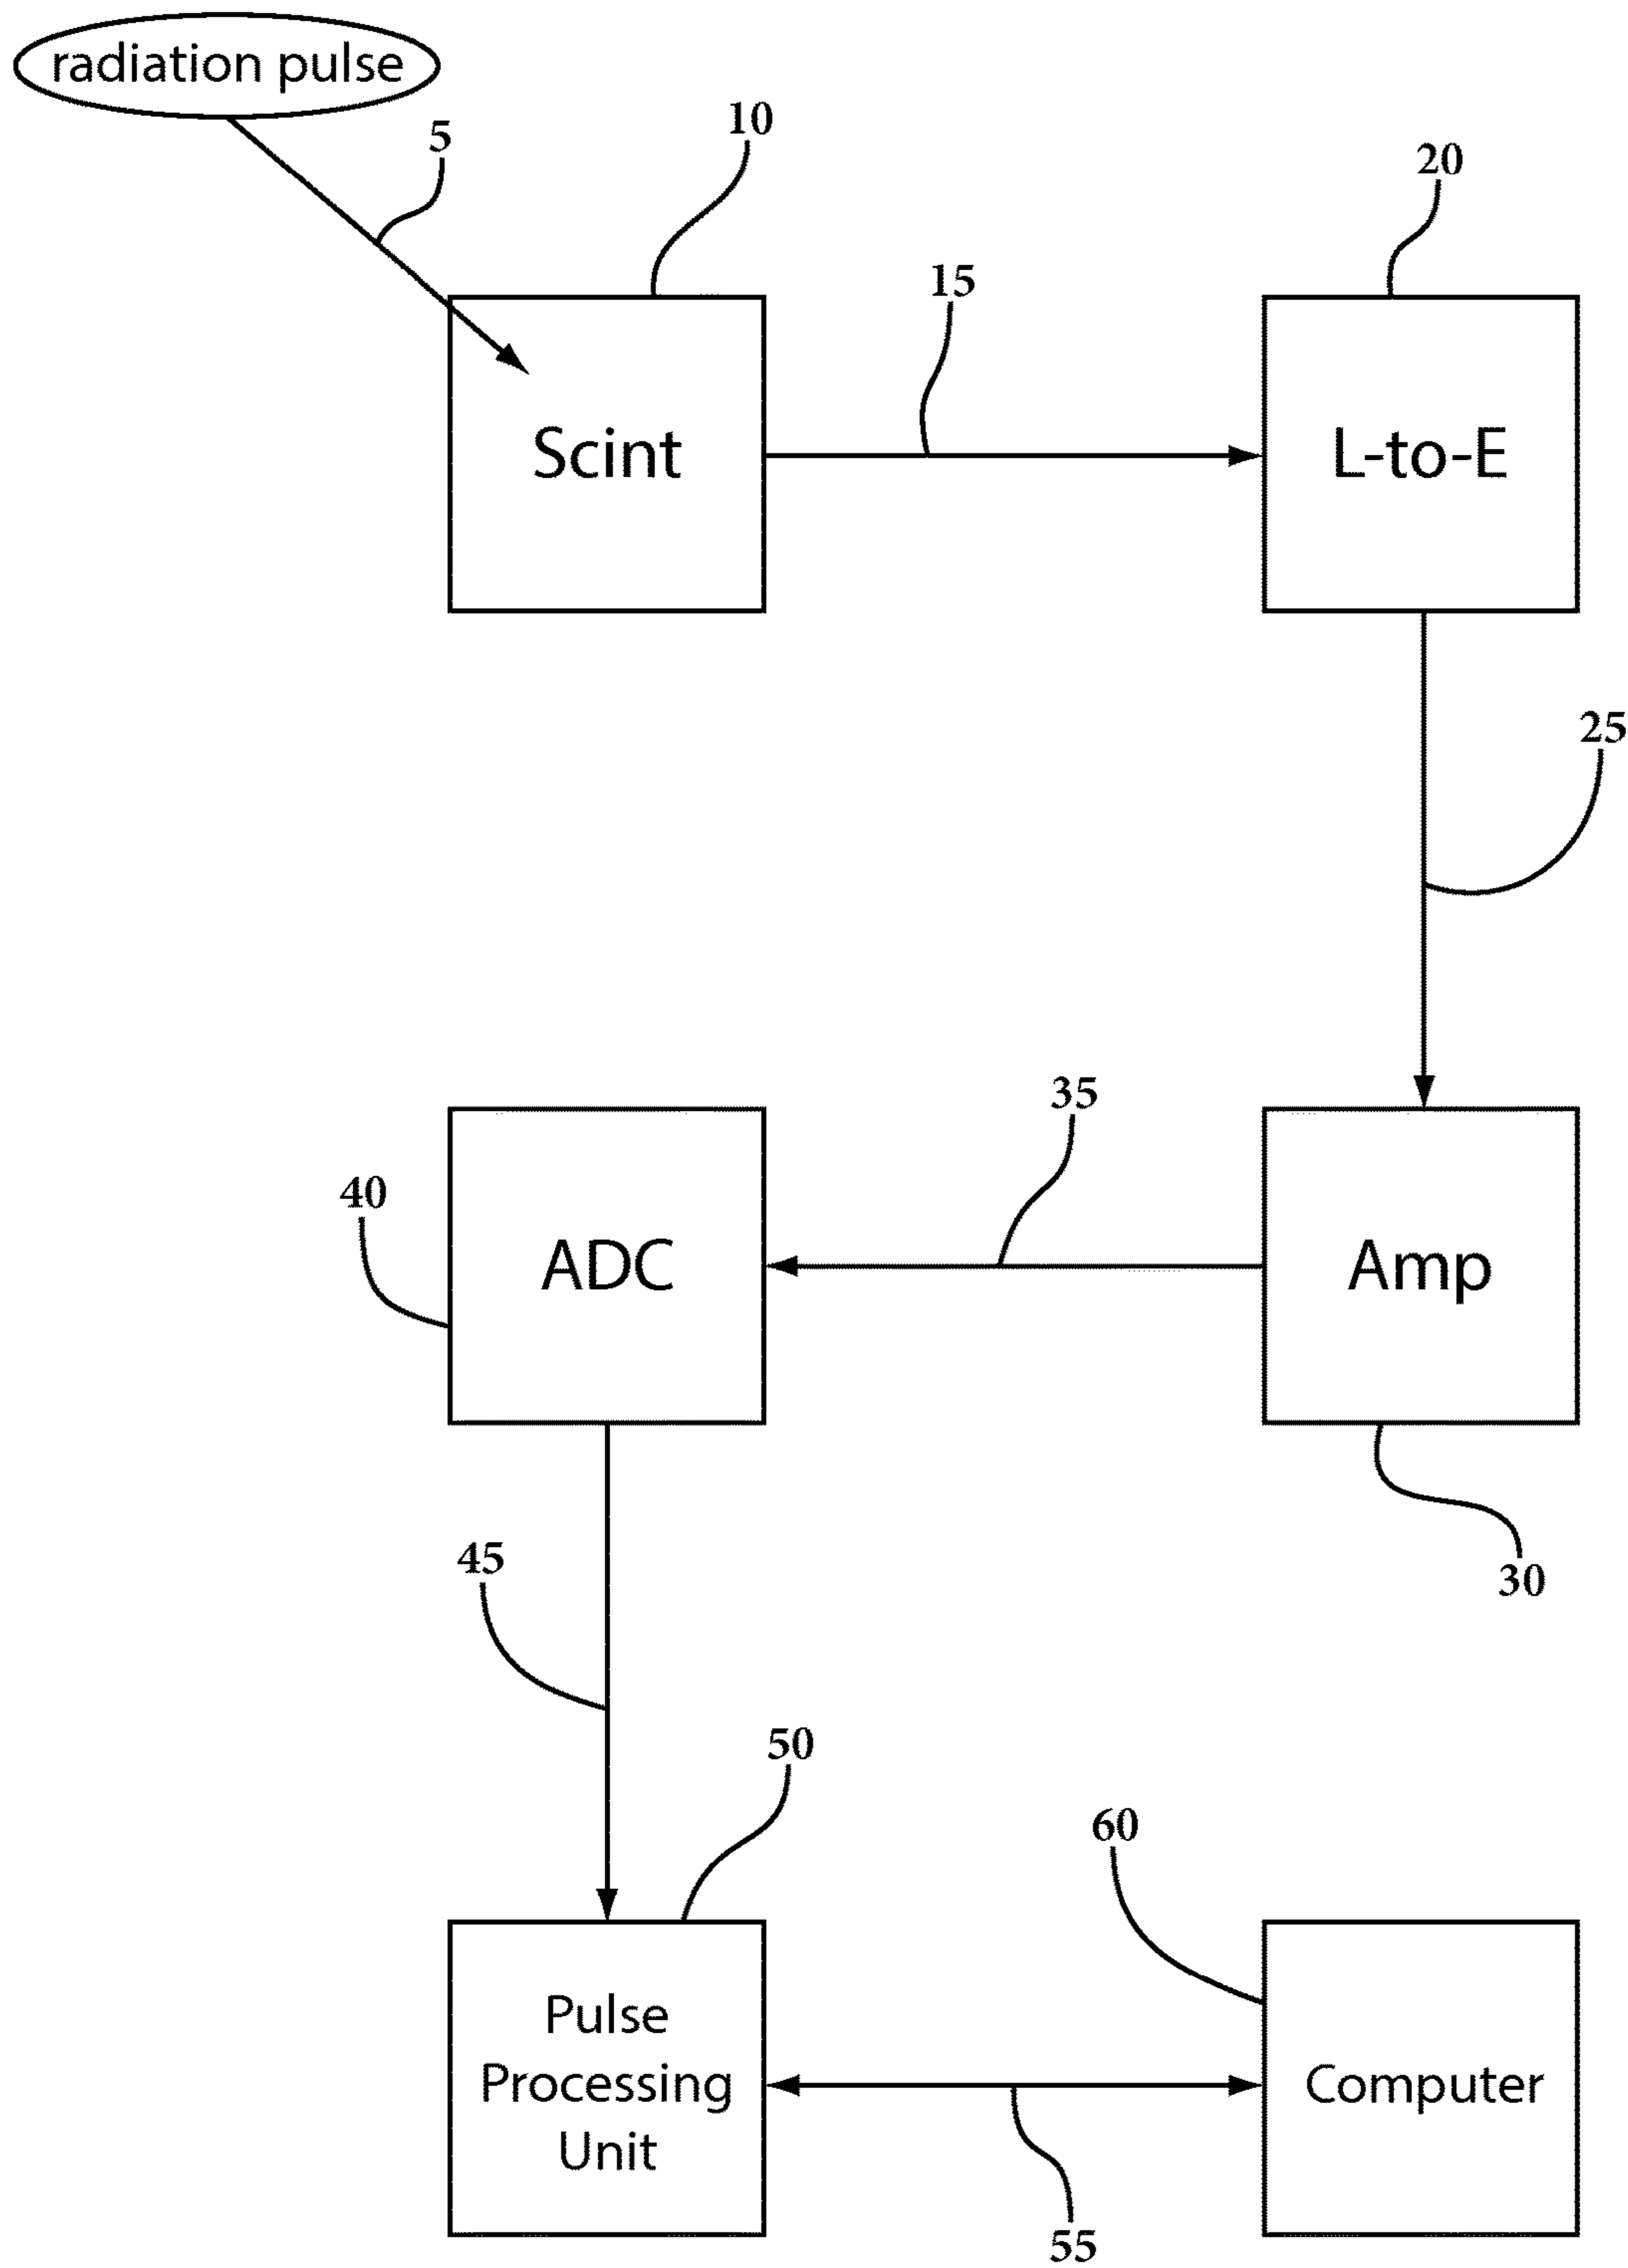 radiation pulse
5
10
20
15
Scint
L-to-E
25
35
40
ADC
Amp
30
45
50
60
Pulse
Processing
Unit
Computer
55